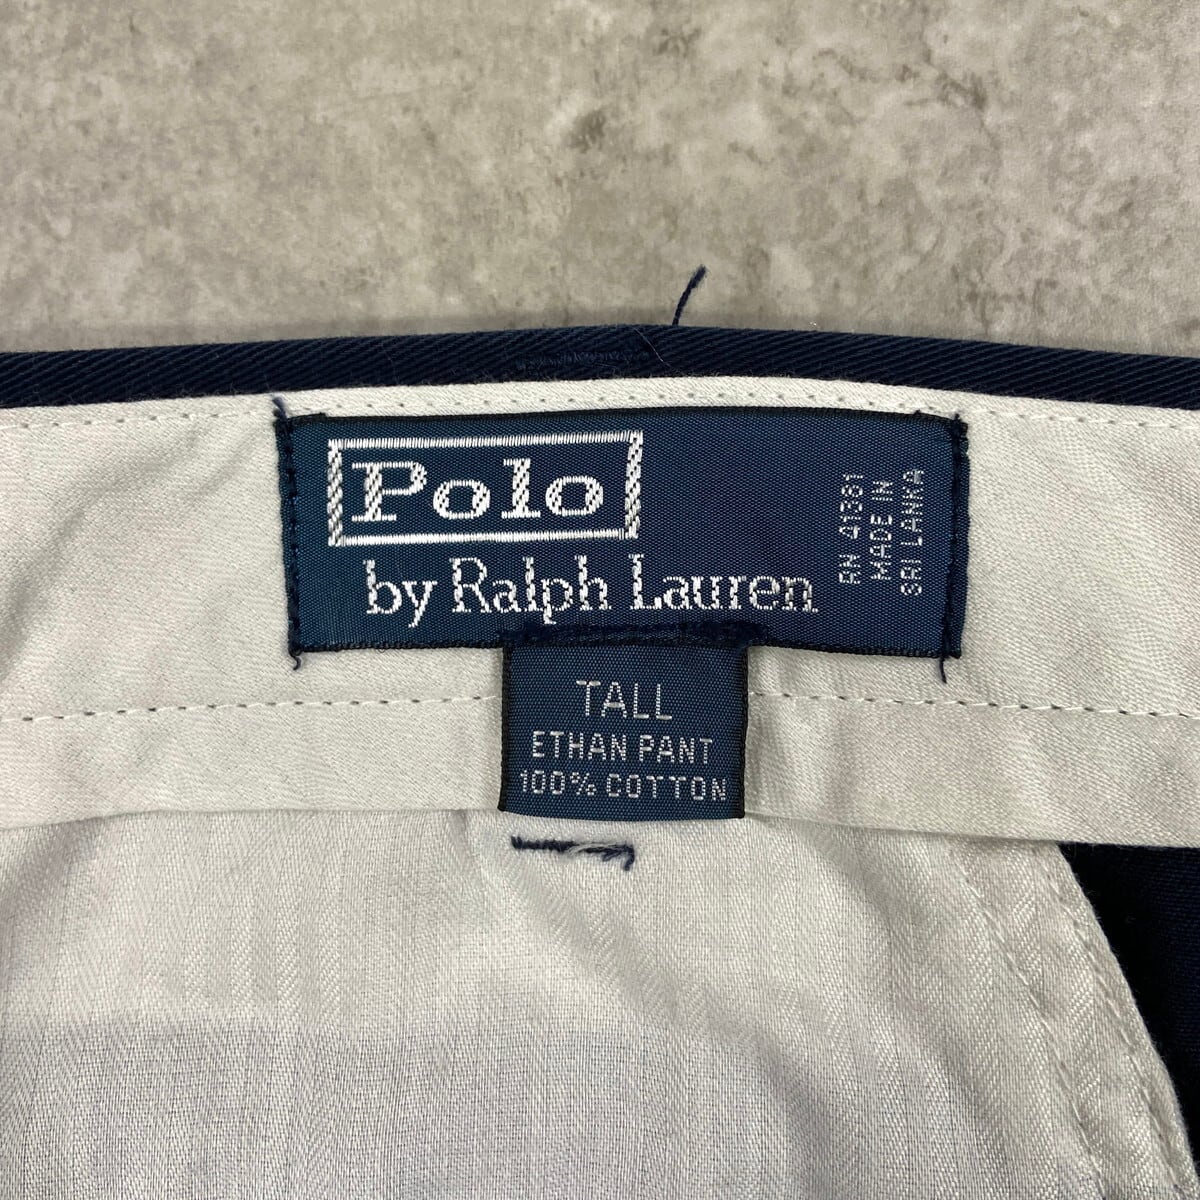 Polo
by Ralph Lauren
RN 41381
MADE IN
SRI LANKA
TALL
ETHAN PANT
100% COTTON